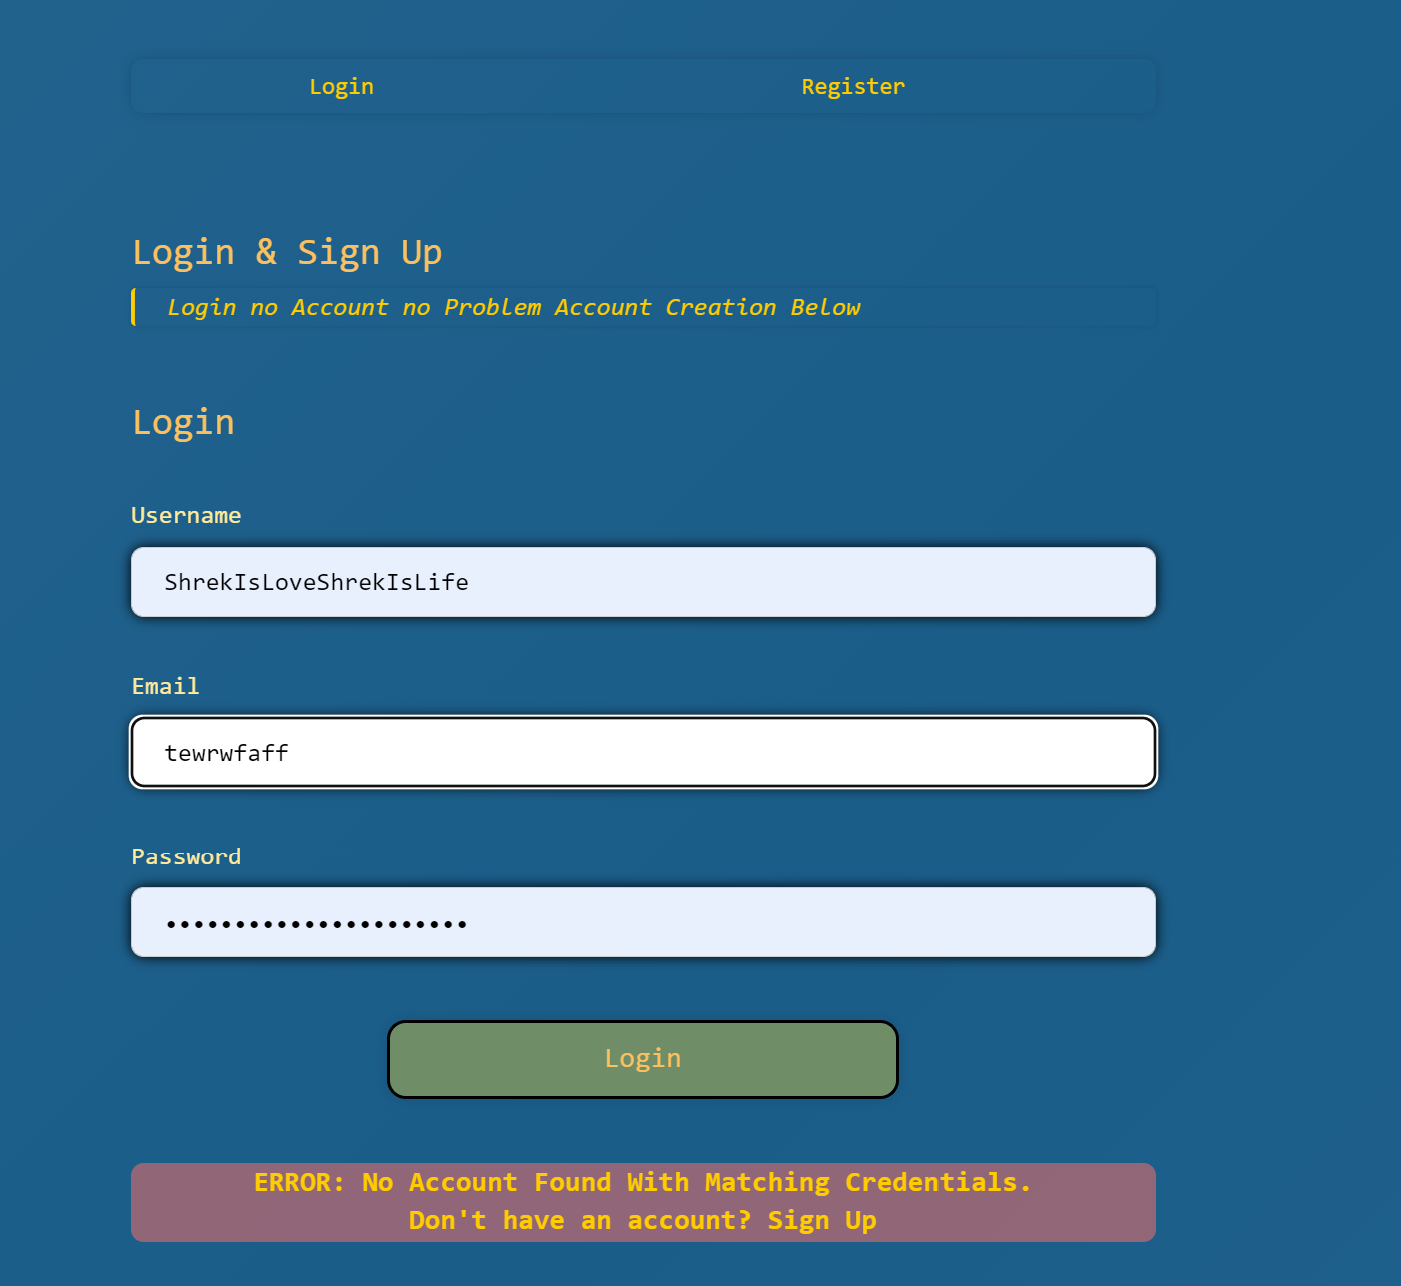 Login Register
Login & Sign Up
Login no Account no Problem Account Creation Below
Login
Username
ShrekIsLoveShrekIsLife
Email
tewrwfaff
Password
••••••••••••••••••••••
Login
ERROR: No Account Found With Matching Credentials.
Don't have an account? Sign Up